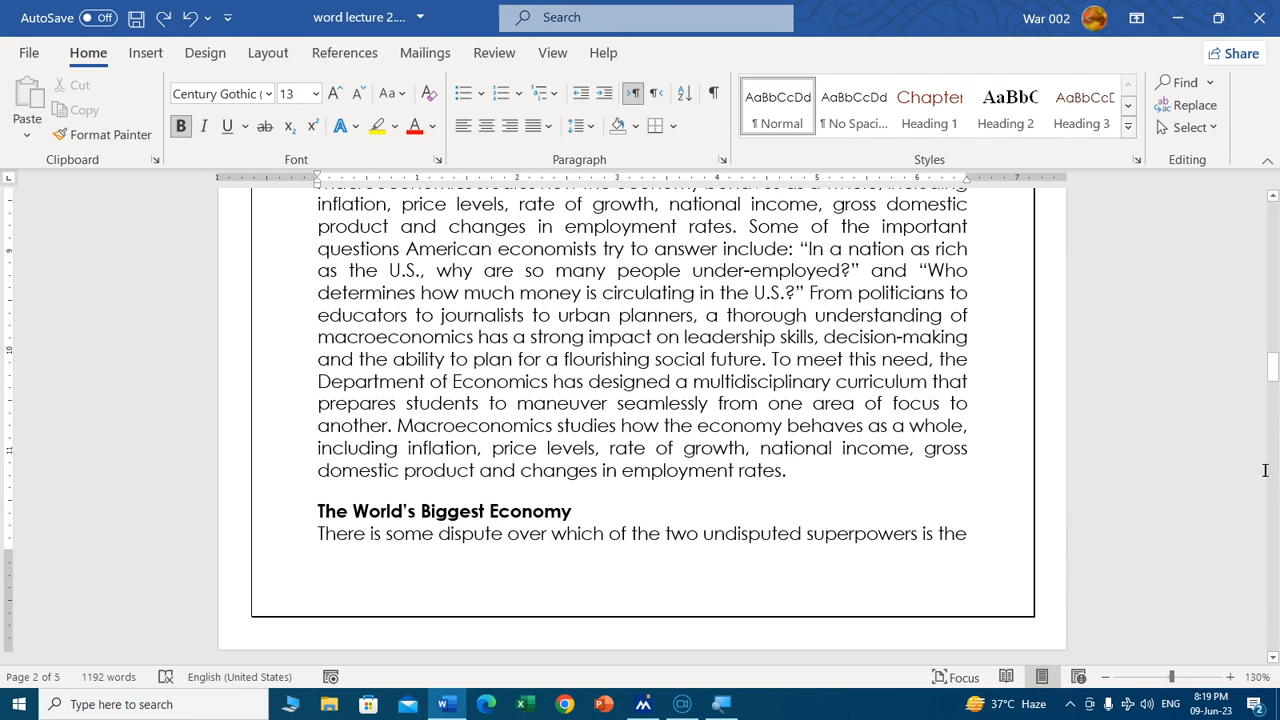 AutoSave Off
word lecture 2....
Search
War 002
File Home Insert Design Layout References Mailings Review View Help
Share
Paste
Cut
Copy
Format Painter
Clipboard
Century Gothic ( 13
Aa
Font
Paragraph
AaBbCcDd
¶ Normal
AaBbCcDd
¶ No Spaci...
Chapter
Heading 1
AaBbC
Heading 2
AaBbCcD
Heading 3
Styles
Find
Replace
Select
Editing
1 1 2 3 4 5 6 7
inflation, price levels, rate of growth, national income, gross domestic
product and changes in employment rates. Some of the important
questions American economists try to answer include: “In a nation as rich
as the U.S., why are so many people under-employed?” and “Who
determines how much money is circulating in the U.S.?” From politicians to
educators to journalists to urban planners, a thorough understanding of
macroeconomics has a strong impact on leadership skills, decision-making
and the ability to plan for a flourishing social future. To meet this need, the
Department of Economics has designed a multidisciplinary curriculum that
prepares students to maneuver seamlessly from one area of focus to
another. Macroeconomics studies how the economy behaves as a whole,
including inflation, price levels, rate of growth, national income, gross
domestic product and changes in employment rates.
The World’s Biggest Economy
There is some dispute over which of the two undisputed superpowers is the
Page 2 of 5 1192 words English (United States) Focus 130%
Type here to search
37°C Haze
ENG
8:19 PM
09-Jun-23